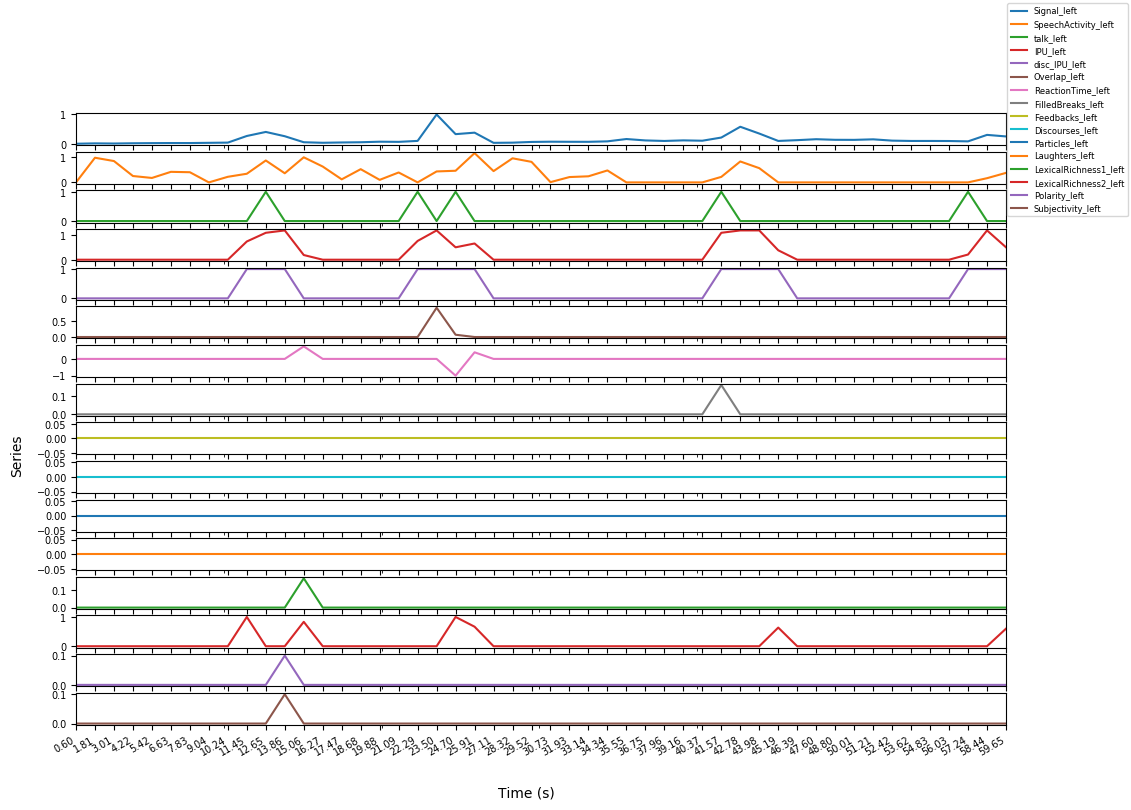 Signal_left
SpeechActivity_left
talk_left
IPU_left
disc_IPU_left
Overlap_left
ReactionTime_left
FilledBreaks_left
Feedbacks_left
Discourses_left
Particles_left
Laughters_left
LexicalRichness1_left
LexicalRichness2_left
Polarity_left
Subjectivity_left
1
0
1
0
1
0
1
0
1
0
0.5
0.0
0
−1
0.1
0.0
0.05
0.00
−0.05
0.05
0.00
−0.05
0.05
0.00
−0.05
0.05
0.00
−0.05
0.1
0.0
1
0
0.1
0.0
0.1
0.0
Series
0.60 1.81 3.01 4.22 5.42 6.63 7.83 9.04 10.24 11.45 12.65 13.86 15.06 16.27 17.47 18.68 19.88 21.09 22.29 23.50 24.70 25.91 27.11 28.32 29.52 30.73 31.93 33.14 34.34 35.55 36.75 37.96 39.16 40.37 41.57 42.78 43.98 45.19 46.39 47.60 48.80 50.01 51.21 52.42 53.62 54.83 56.03 57.24 58.44 59.65
Time (s)